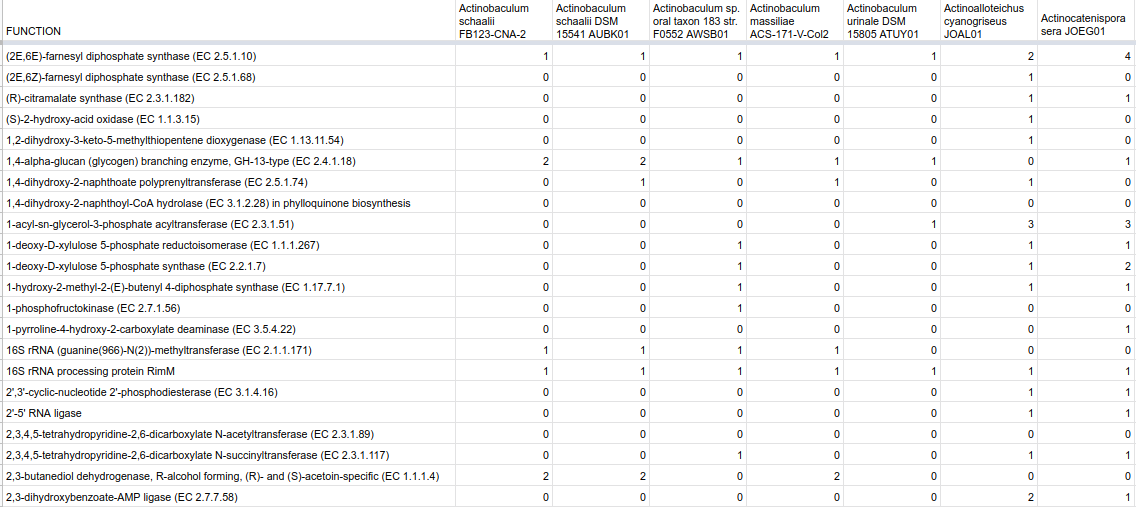 FUNCTION	Actinobaculum schaalii FB123-CNA-2	Actinobaculum schaalii DSM 15541 AUBK01	Actinobaculum sp. oral taxon 183 str. F0552 AWSB01	Actinobaculum massiliae ACS-171-V-Col2	Actinobaculum urinale DSM 15805 ATUY01	Actinoalloteichus cyanogriseus JOAL01	Actinocatenispora sera JOEG01
(2E,6E)-farnesyl diphosphate synthase (EC 2.5.1.10)	1	1	1	1	1	2	4
(2E,6Z)-farnesyl diphosphate synthase (EC 2.5.1.68)	0	0	0	0	0	1	0
(R)-citramalate synthase (EC 2.3.1.182)	0	0	0	0	0	1	1
(S)-2-hydroxy-acid oxidase (EC 1.1.3.15)	0	0	0	0	0	1	0
1,2-dihydroxy-3-keto-5-methylthiopentene dioxygenase (EC 1.13.11.54)	0	0	0	0	0	1	0
1,4-alpha-glucan (glycogen) branching enzyme, GH-13-type (EC 2.4.1.18)	2	2	1	1	1	0	1
1,4-dihydroxy-2-naphthoate polyprenyltransferase (EC 2.5.1.74)	0	1	0	1	0	1	0
1,4-dihydroxy-2-naphthoyl-CoA hydrolase (EC 3.1.2.28) in phylloquinone biosynthesis	0	0	0	0	0	0	0
1-acyl-sn-glycerol-3-phosphate acyltransferase (EC 2.3.1.51)	0	0	0	0	1	3	3
1-deoxy-D-xylulose 5-phosphate reductoisomerase (EC 1.1.1.267)	0	0	1	0	0	1	1
1-deoxy-D-xylulose 5-phosphate synthase (EC 2.2.1.7)	0	0	1	0	0	1	2
1-hydroxy-2-methyl-2-(E)-butenyl 4-diphosphate synthase (EC 1.17.7.1)	0	0	1	0	0	1	1
1-phosphofructokinase (EC 2.7.1.56)	0	0	1	0	0	0	0
1-pyrroline-4-hydroxy-2-carboxylate deaminase (EC 3.5.4.22)	0	0	0	0	0	0	1
16S rRNA (guanine(966)-N(2))-methyltransferase (EC 2.1.1.171)	1	1	1	1	0	0	0
16S rRNA processing protein RimM	1	1	1	1	1	1	1
2',3'-cyclic-nucleotide 2'-phosphodiesterase (EC 3.1.4.16)	0	0	0	0	0	1	1
2'-5' RNA ligase	0	0	0	0	0	1	1
2,3,4,5-tetrahydropyridine-2,6-dicarboxylate N-acetyltransferase (EC 2.3.1.89)	0	0	0	0	0	0	0
2,3,4,5-tetrahydropyridine-2,6-dicarboxylate N-succinyltransferase (EC 2.3.1.117)	0	0	1	0	0	1	1
2,3-butanediol dehydrogenase, R-alcohol forming, (R)- and (S)-acetoin-specific (EC 1.1.1.4)	2	2	0	2	0	0	0
2,3-dihydroxybenzoate-AMP ligase (EC 2.7.7.58)	0	0	0	0	0	2	1